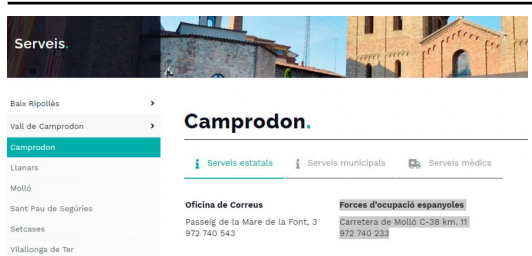 Serveis.
Baix Ripollès
Vall de Camprodon
Camprodon
Llanars
Molló
Sant Pau de Segúries
Setcases
Vilallonga de Ter
Camprodon.
Serveis estatals
Serveis municipals
Serveis mèdics
Oficina de Correus
Passeig de la Mare de la Font, 3
972 740 543
Forces d'ocupació espanyoles
Carretera de Molló C-38 km. 11
972 740 233